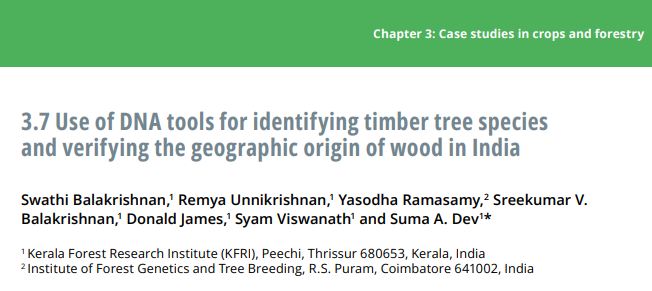 Chapter 3: Case studies in crops and forestry
3.7 Use of DNA tools for identifying timber tree species
and verifying the geographic origin of wood in India
Swathi Balakrishnan,¹ Remya Unnikrishnan,¹ Yasodha Ramasamy,² Sreekumar V.
Balakrishnan,¹ Donald James,¹ Syam Viswanath¹ and Suma A. Dev¹*
¹ Kerala Forest Research Institute (KFRI), Peechi, Thrissur 680653, Kerala, India
² Institute of Forest Genetics and Tree Breeding, R.S. Puram, Coimbatore 641002, India